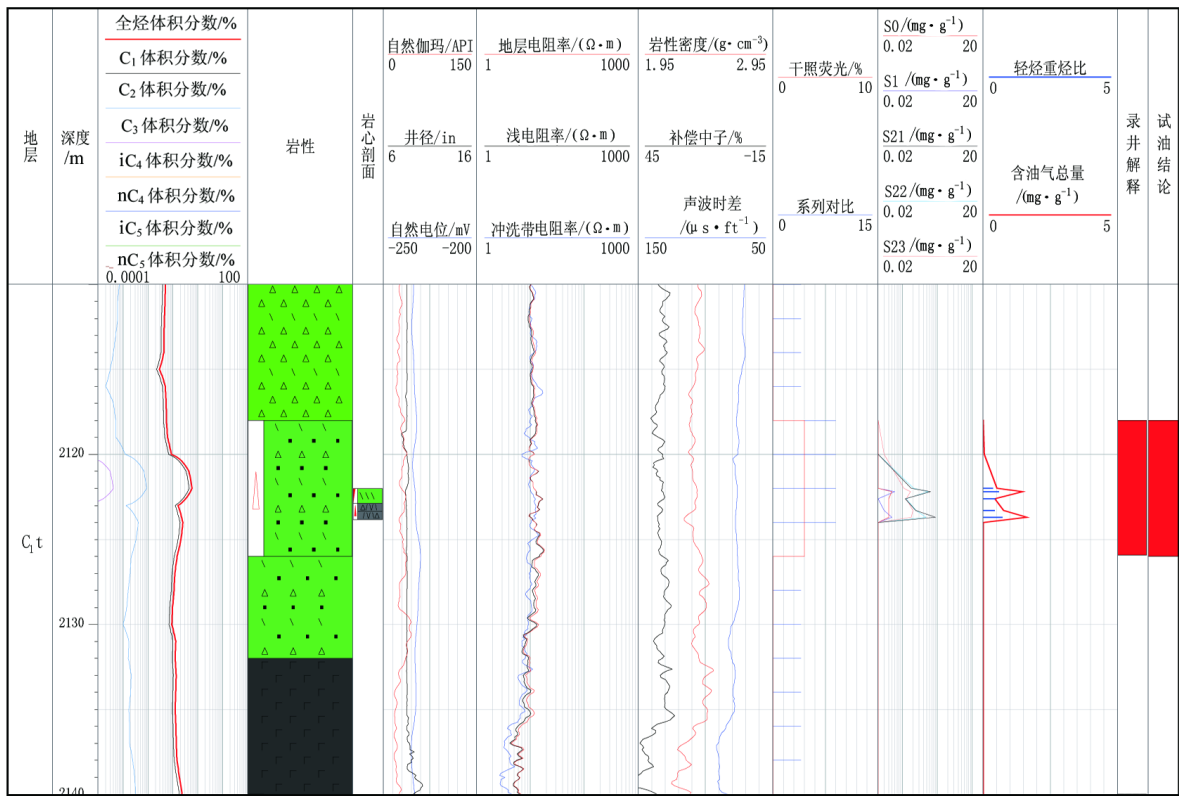 地层
深度
/m
全烃体积分数/%
C₁体积分数/%
C₂体积分数/%
C₃体积分数/%
iC₄体积分数/%
nC₄体积分数/%
iC₅体积分数/%
nC₅体积分数/%
0.0001 100
岩性
岩心剖面
自然伽玛/API
0 150
井径/in
6 16
自然电位/mV
-250 -200
地层电阻率/(Ω·m)
1 1000
浅电阻率/(Ω·m)
1 1000
冲洗带电阻率/(Ω·m)
1 1000
岩性密度/(g·cm⁻³)
1.95 2.95
补偿中子/%
45 -15
声波时差
/(μs·ft⁻¹)
150 50
干照荧光/%
0 10
系列对比
0 15
S0/(mg·g⁻¹)
0.02 20
S1/(mg·g⁻¹)
0.02 20
S21/(mg·g⁻¹)
0.02 20
S22/(mg·g⁻¹)
0.02 20
S23/(mg·g⁻¹)
0.02 20
轻烃重烃比
0 5
含油气总量
/(mg·g⁻¹)
0 5
录井解释
试油结论
C₁t
2120
2130
2140